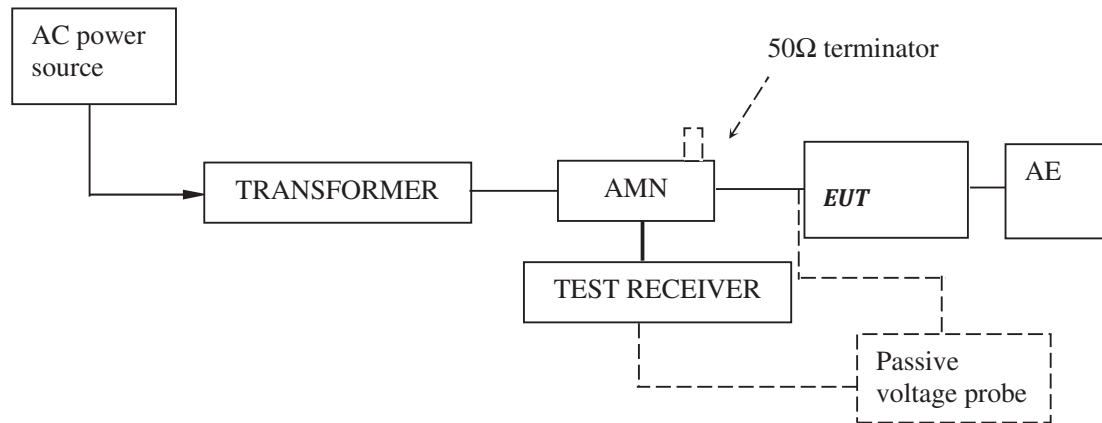 AC power
source
50Ω terminator
TRANSFORMER
AMN
EUT
AE
TEST RECEIVER
Passive
voltage probe